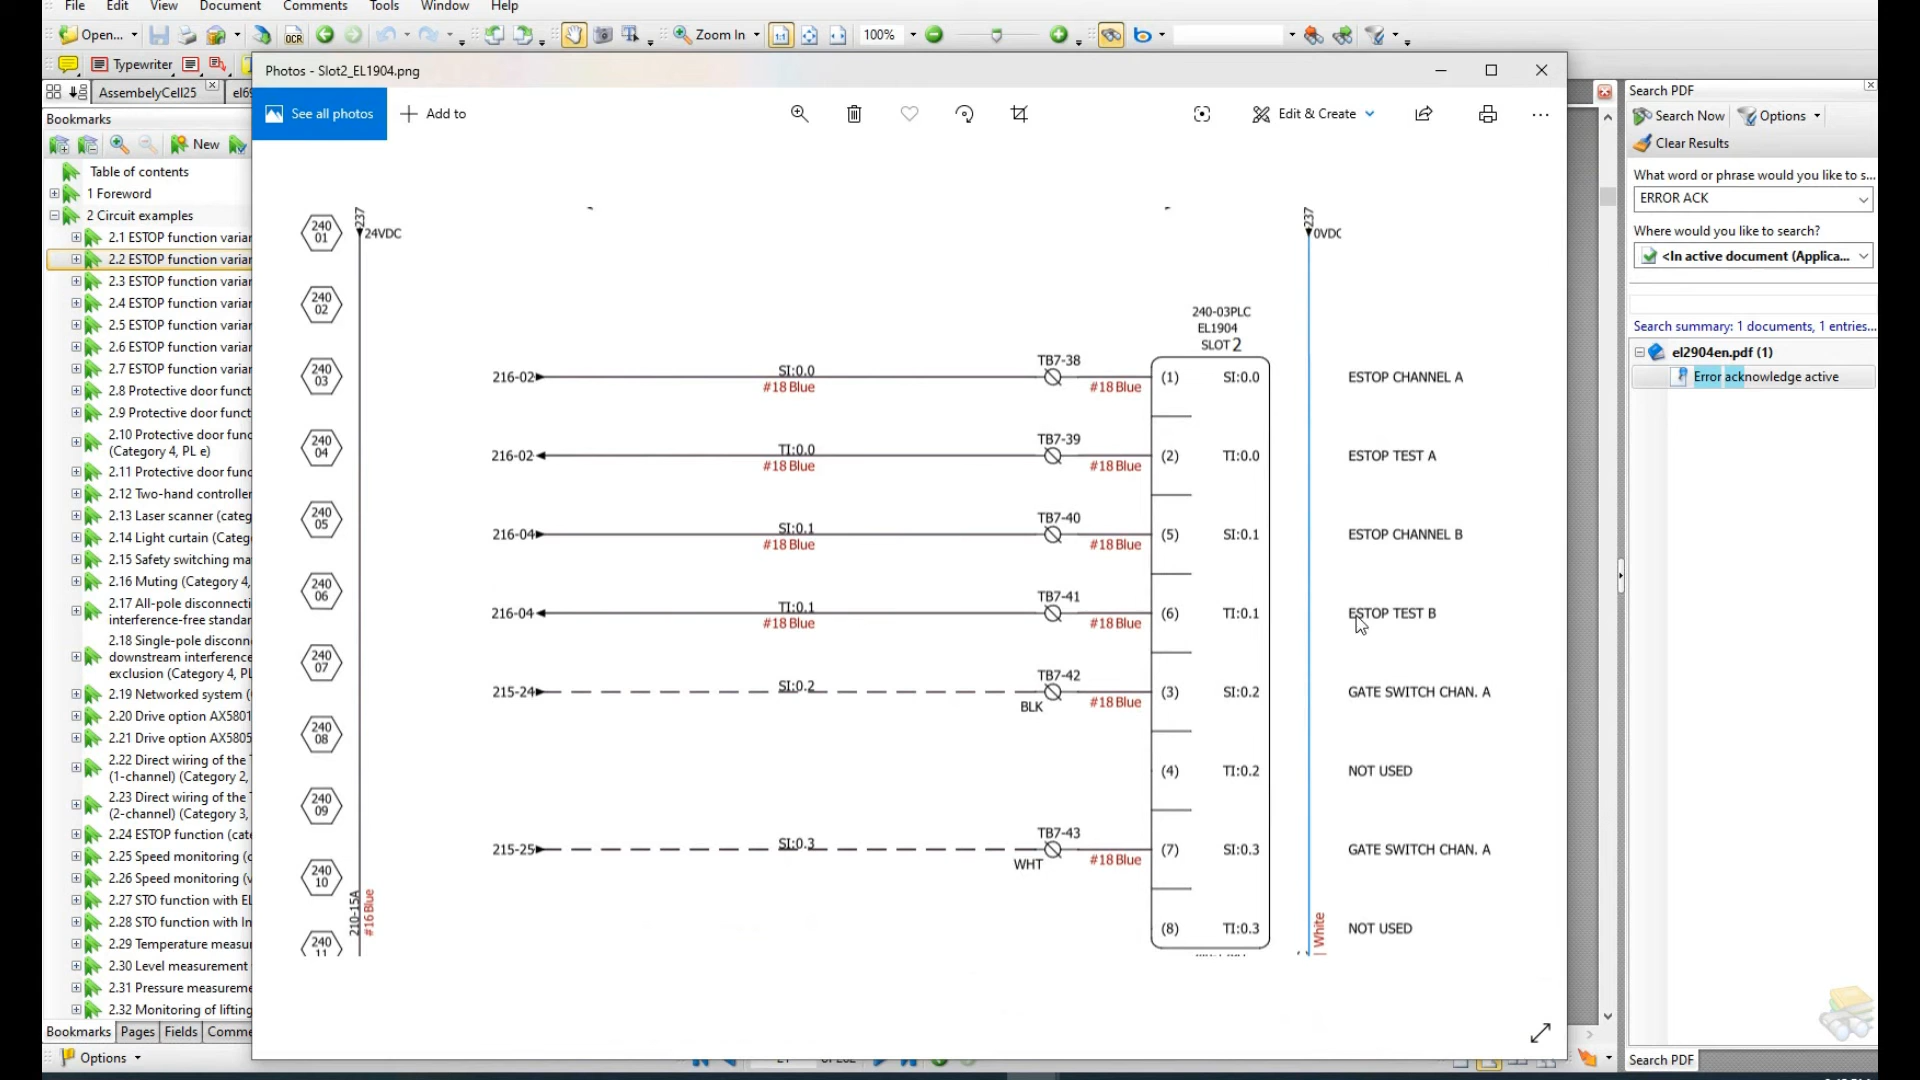 File Edit View Document Comments Tools Window Help
Open... OCR Zoom In 100%
Typewriter
AssembelyCell25
Bookmarks
New
Table of contents
1 Foreword
2 Circuit examples
2.1 ESTOP function varian
2.2 ESTOP function varian
2.3 ESTOP function varian
2.4 ESTOP function varian
2.5 ESTOP function varian
2.6 ESTOP function varian
2.7 ESTOP function varian
2.8 Protective door funct
2.9 Protective door funct
2.10 Protective door func
(Category 4, PL e)
2.11 Protective door func
2.12 Two-hand controller
2.13 Laser scanner (categ
2.14 Light curtain (Categ
2.15 Safety switching ma
2.16 Muting (Category 4,
2.17 All-pole disconnecti
interference-free standar
2.18 Single-pole disconn
downstream interference
exclusion (Category 4, PL
2.19 Networked system (
2.20 Drive option AX5801
2.21 Drive option AX5805
2.22 Direct wiring of the T
(1-channel) (Category 2,
2.23 Direct wiring of the T
(2-channel) (Category 3,
2.24 ESTOP function (cate
2.25 Speed monitoring (c
2.26 Speed monitoring (v
2.27 STO function with EL
2.28 STO function with In
2.29 Temperature measur
2.30 Level measurement
2.31 Pressure measureme
2.32 Monitoring of lifting
Bookmarks Pages Fields Comme
Options
Photos - Slot2_EL1904.png
See all photos
Add to
Edit & Create
237
24VDC
237
0VDC
240
01
240
02
240
03
240
04
240
05
240
06
240
07
240
08
240
09
240
10
240
11
240-03PLC
EL1904
SLOT 2
216-02 SI:0.0 TB7-38 (1) SI:0.0 ESTOP CHANNEL A
#18 Blue #18 Blue
216-02 TI:0.0 TB7-39 (2) TI:0.0 ESTOP TEST A
#18 Blue #18 Blue
216-04 SI:0.1 TB7-40 (5) SI:0.1 ESTOP CHANNEL B
#18 Blue #18 Blue
216-04 TI:0.1 TB7-41 (6) TI:0.1 ESTOP TEST B
#18 Blue #18 Blue
215-24 SI:0.2 TB7-42 (3) SI:0.2 GATE SWITCH CHAN. A
BLK #18 Blue
(4) TI:0.2 NOT USED
215-25 SI:0.3 TB7-43 (7) SI:0.3 GATE SWITCH CHAN. A
WHT #18 Blue
(8) TI:0.3 NOT USED
210-15A
#16 Blue
White
Search PDF
Search Now Options
Clear Results
What word or phrase would you like to s...
ERROR ACK
Where would you like to search?
<In active document (Applica...
Search summary: 1 documents, 1 entries...
el2904en.pdf (1)
Error acknowledge active
Search PDF